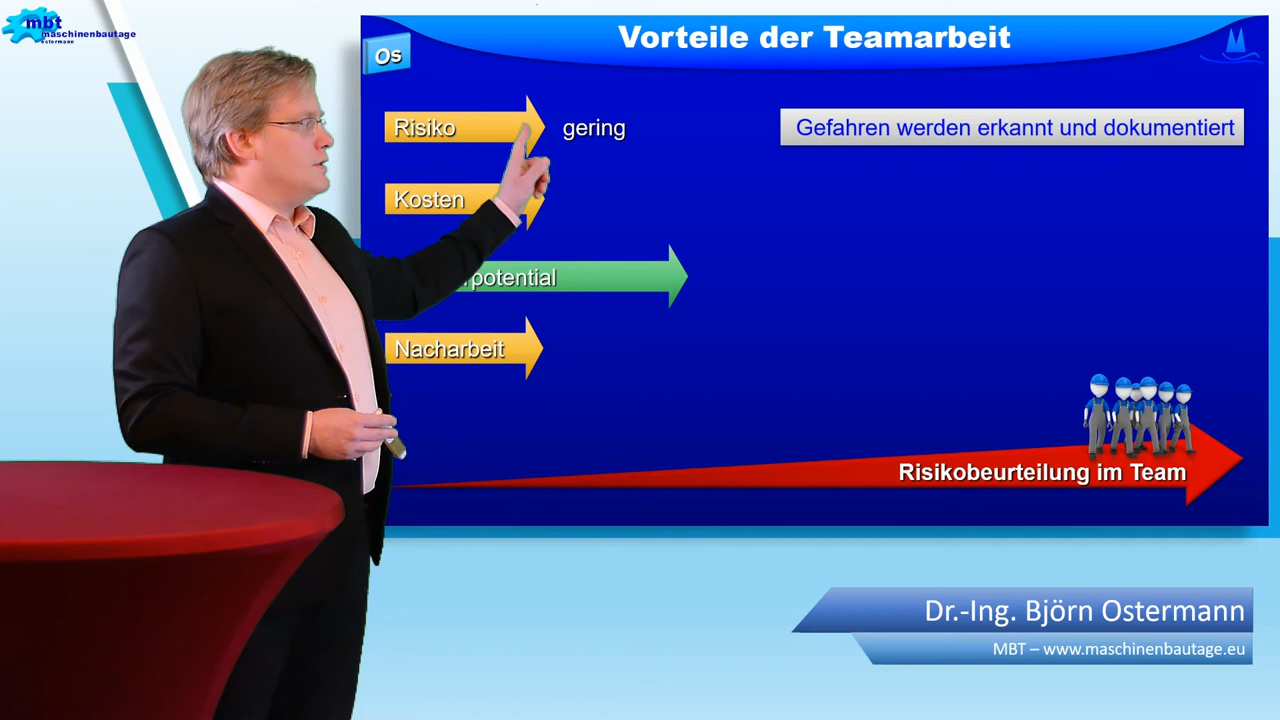 mbt
maschinenbautage
ostermann
Os
Vorteile der Teamarbeit
Risiko
gering
Gefahren werden erkannt und dokumentiert
Kosten
potential
Nacharbeit
Risikobeurteilung im Team
Dr.-Ing. Björn Ostermann
MBT – www.maschinenbautage.eu